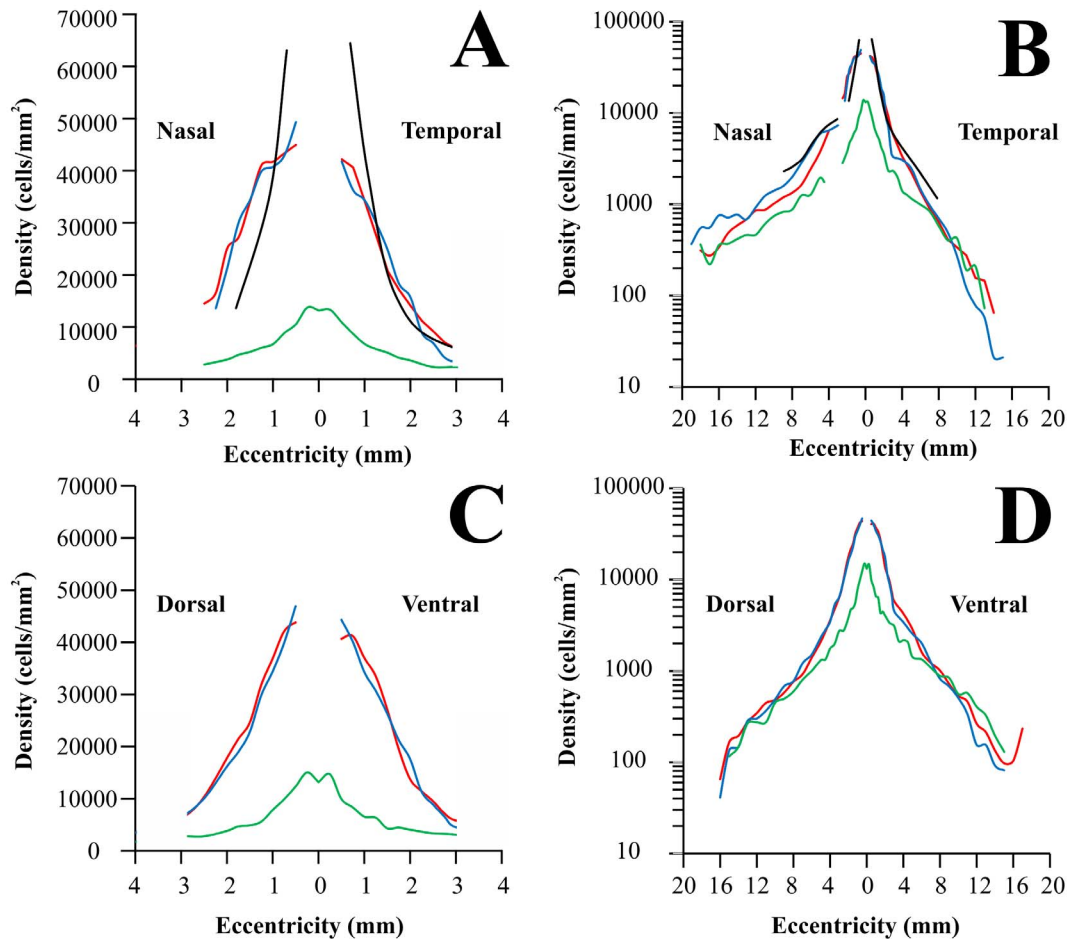 A
70000
60000
50000
40000
30000
20000
10000
0
Density (cells/mm²)
Nasal
Temporal
4 3 2 1 0 1 2 3 4
Eccentricity (mm)
B
100000
10000
1000
100
10
Density (cells/mm²)
Nasal
Temporal
20 16 12 8 4 0 4 8 12 16 20
Eccentricity (mm)
C
70000
60000
50000
40000
30000
20000
10000
0
Density (cells/mm²)
Dorsal
Ventral
4 3 2 1 0 1 2 3 4
Eccentricity (mm)
D
100000
10000
1000
100
10
Density (cells/mm²)
Dorsal
Ventral
20 16 12 8 4 0 4 8 12 16 20
Eccentricity (mm)